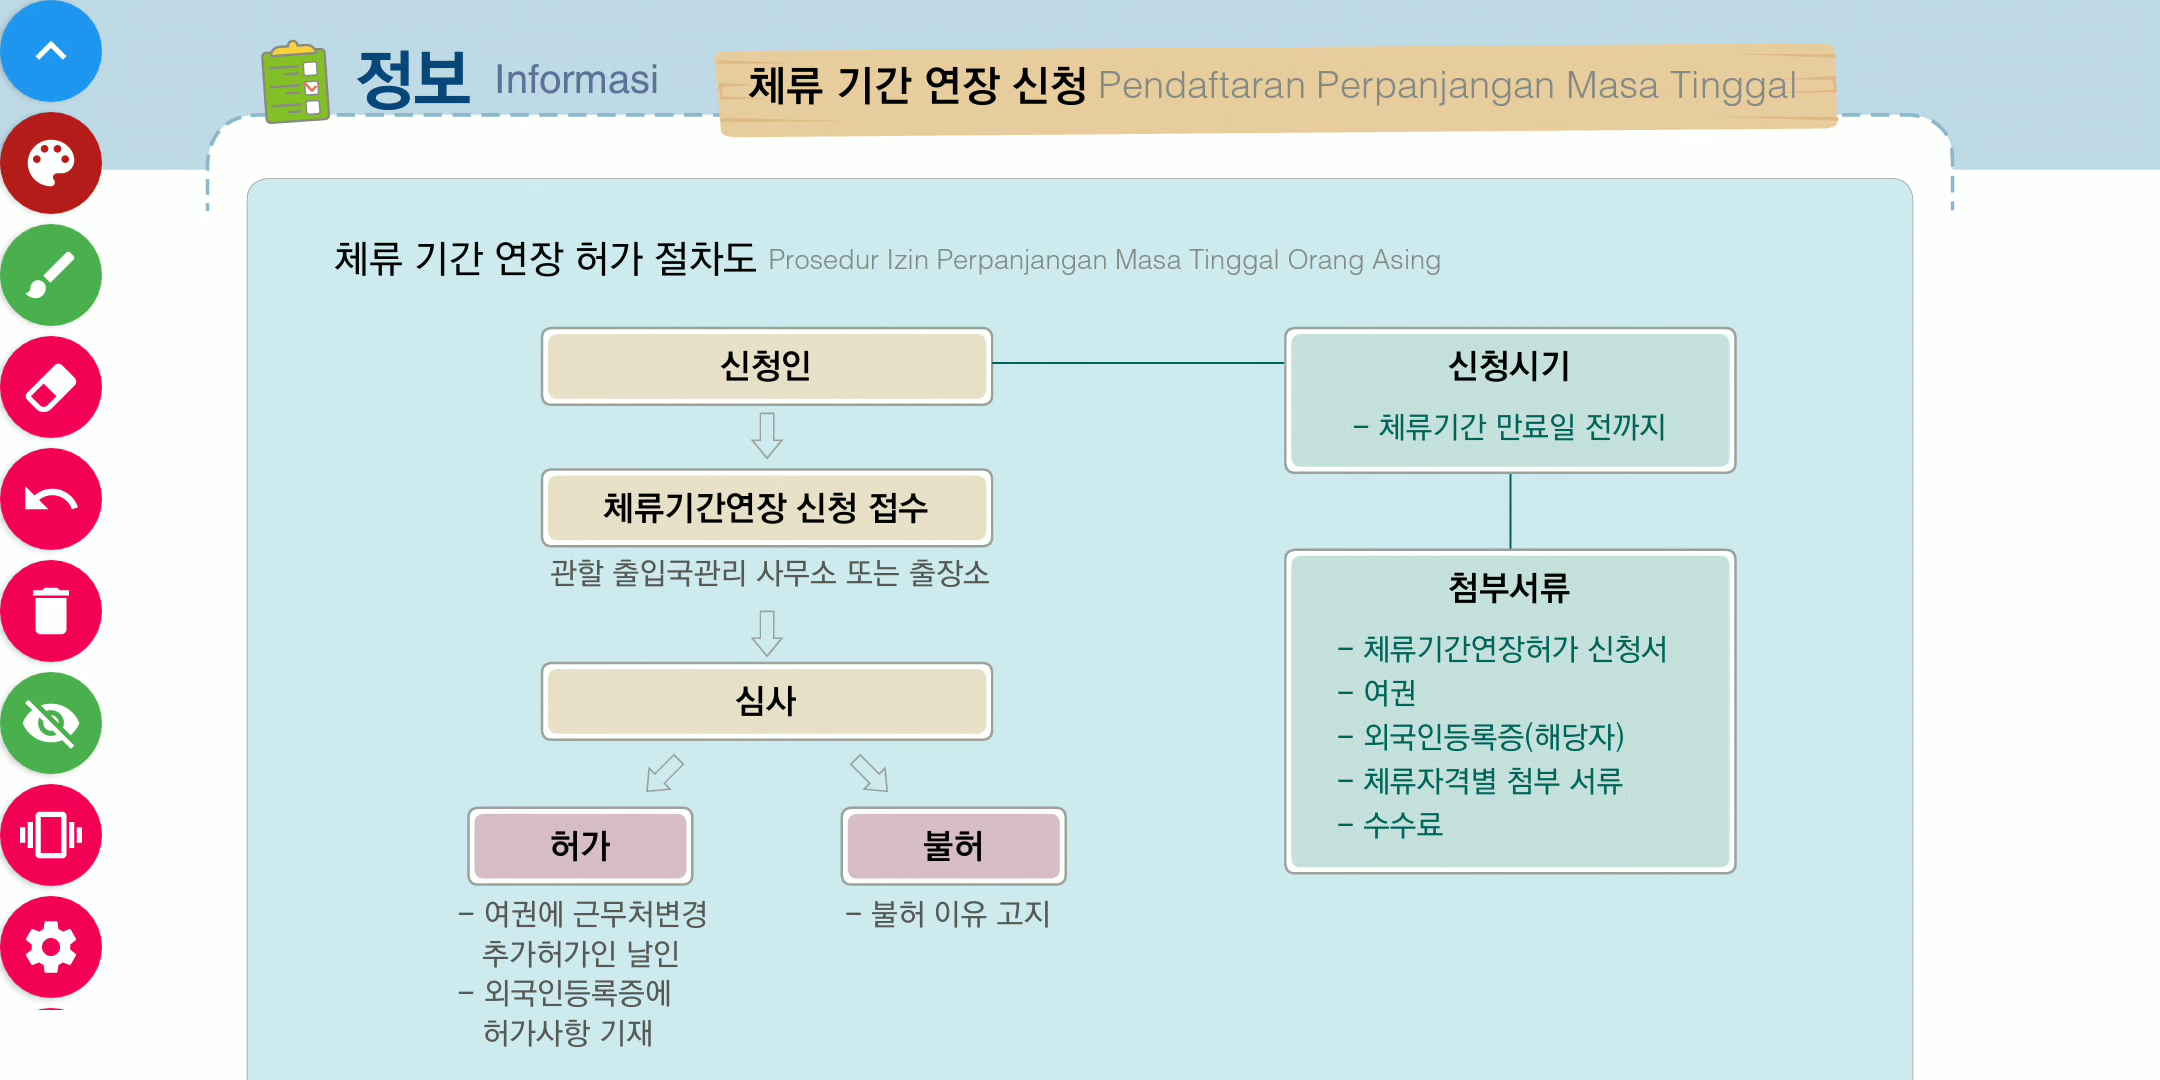 정보 Informasi
체류 기간 연장 신청 Pendaftaran Perpanjangan Masa Tinggal
체류 기간 연장 허가 절차도 Prosedur Izin Perpanjangan Masa Tinggal Orang Asing
신청인
체류기간연장 신청 접수
관할 출입국관리 사무소 또는 출장소
심사
허가
- 여권에 근무처변경
추가허가인 날인
- 외국인등록증에
허가사항 기재
불허
- 불허 이유 고지
신청시기
- 체류기간 만료일 전까지
첨부서류
- 체류기간연장허가 신청서
- 여권
- 외국인등록증(해당자)
- 체류자격별 첨부 서류
- 수수료